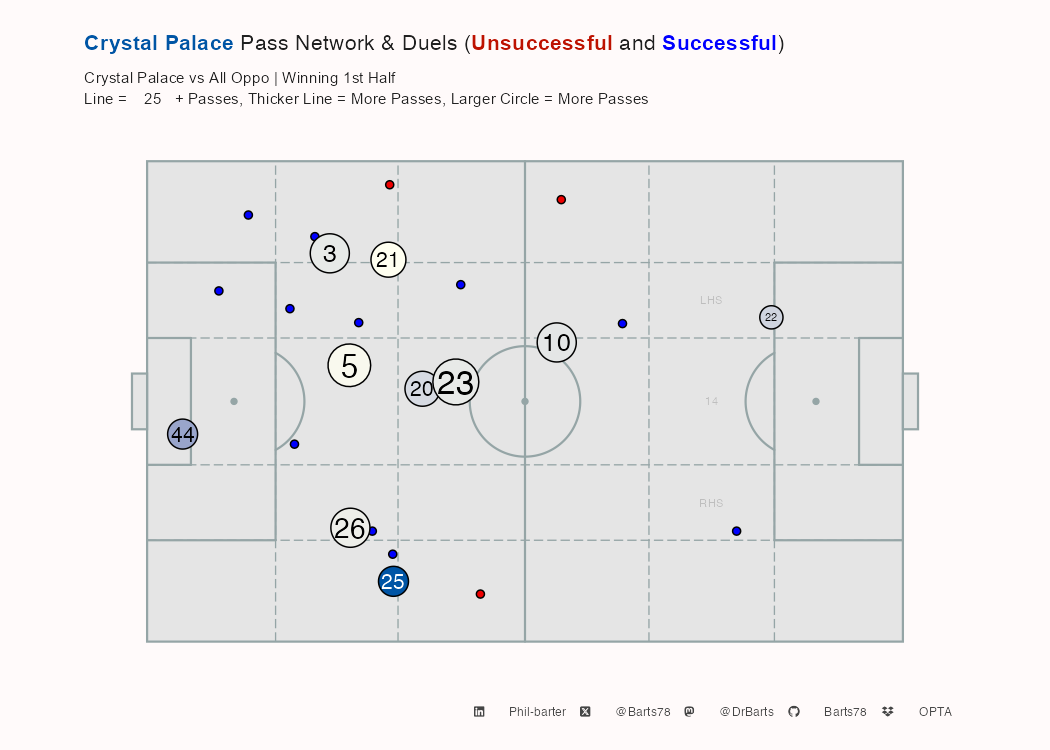 Crystal Palace Pass Network & Duels (Unsuccessful and Successful)
Crystal Palace vs All Oppo | Winning 1st Half
Line = 25 + Passes, Thicker Line = More Passes, Larger Circle = More Passes
3
21
LHS
22
10
5
20
23
14
44
RHS
26
25
Phil-barter @Barts78 @DrBarts Barts78 OPTA